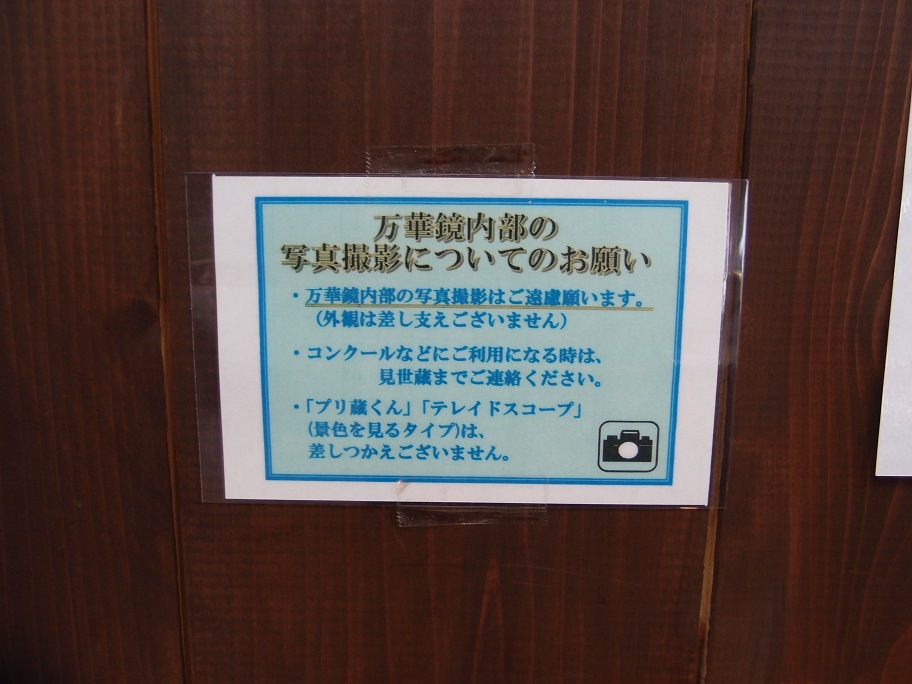 万華鏡内部の
写真撮影についてのお願い
・万華鏡内部の写真撮影はご遠慮願います。
（外観は差し支えございません）
・コンクールなどにご利用になる時は、
見世蔵までご連絡ください。
・「プリ蔵くん」「テレイドスコープ」
(景色を見るタイプ)は、
差しつかえございません。